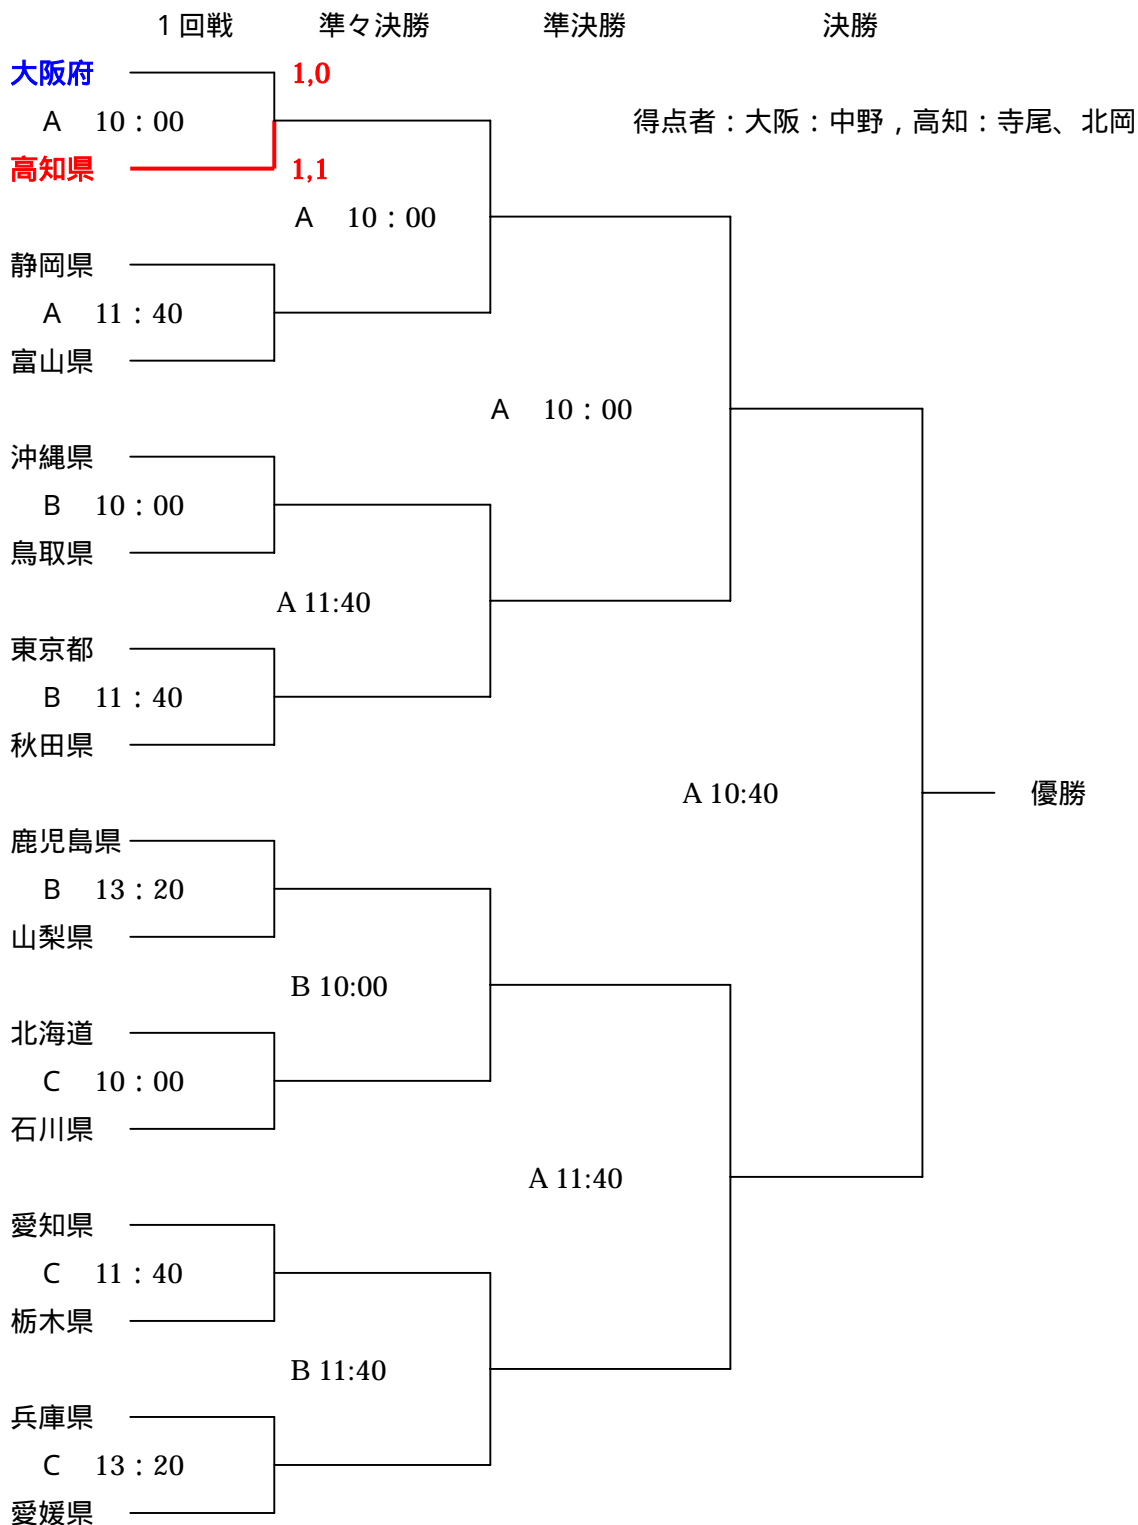 1回戦　準々決勝　準決勝　決勝
大阪府　1,0
A　10：00　得点者：大阪：中野，高知：寺尾、北岡
高知県　1,1
A　10：00
静岡県
A　11：40
富山県
A　10：00
沖縄県
B　10：00
鳥取県
A 11:40
東京都
B　11：40
秋田県
A 10:40　優勝
鹿児島県
B　13：20
山梨県
B 10:00
北海道
C　10：00
石川県
A 11:40
愛知県
C　11：40
栃木県
B 11:40
兵庫県
C　13：20
愛媛県